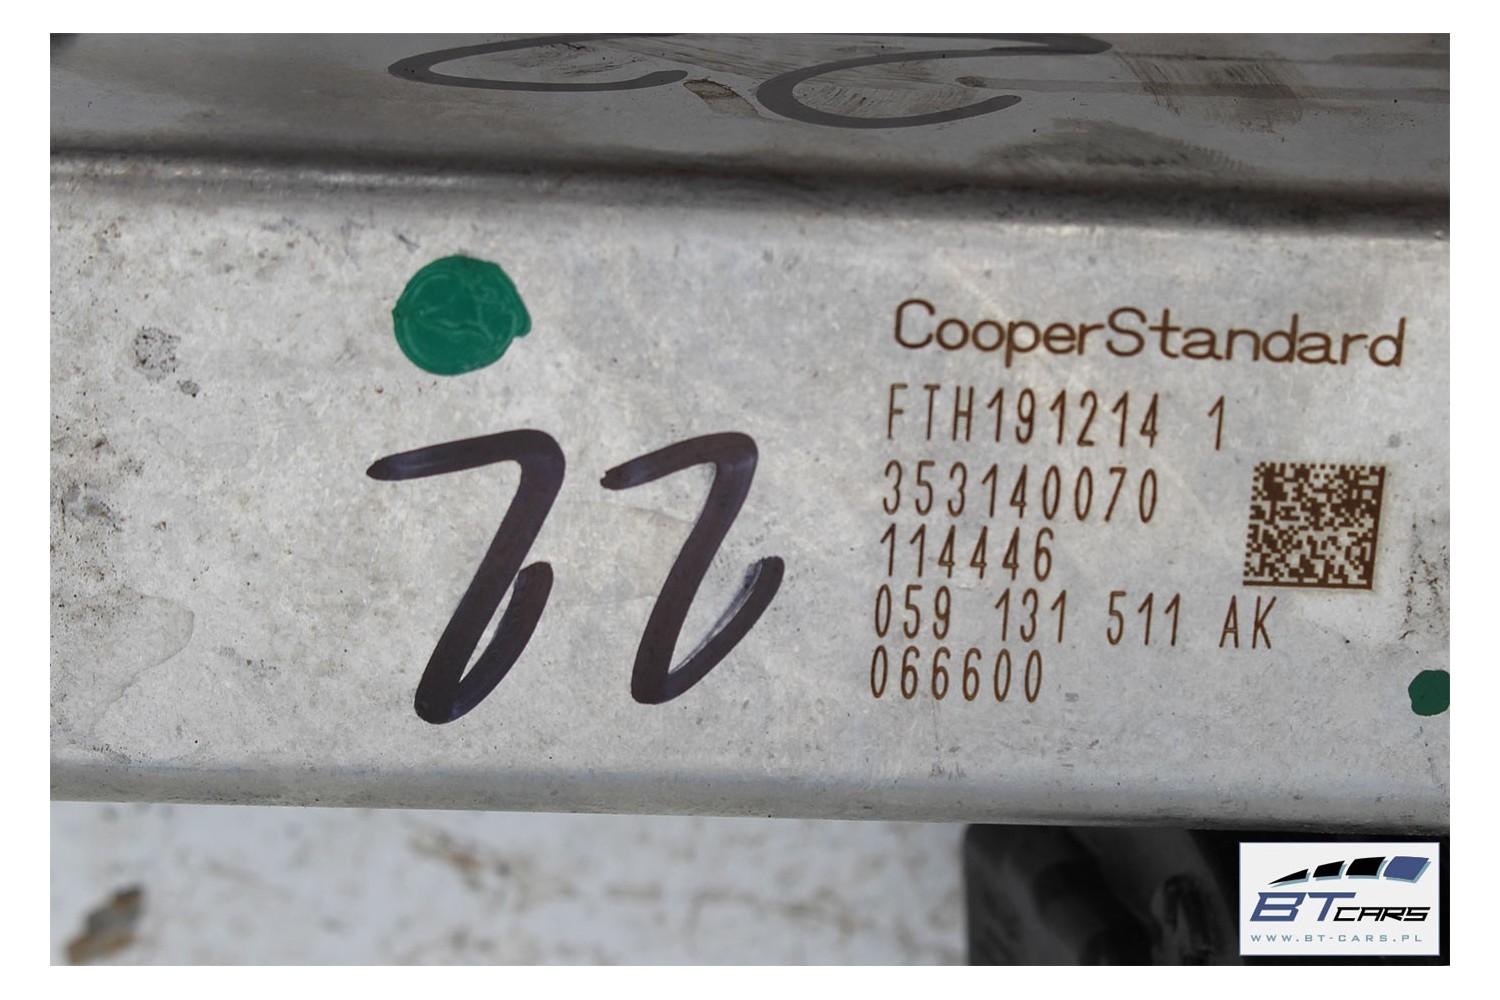 CooperStandard
FTH191214 1
353140070
114446
059 131 511 AK
066600
BT CARS
WWW.BT-CARS.PL